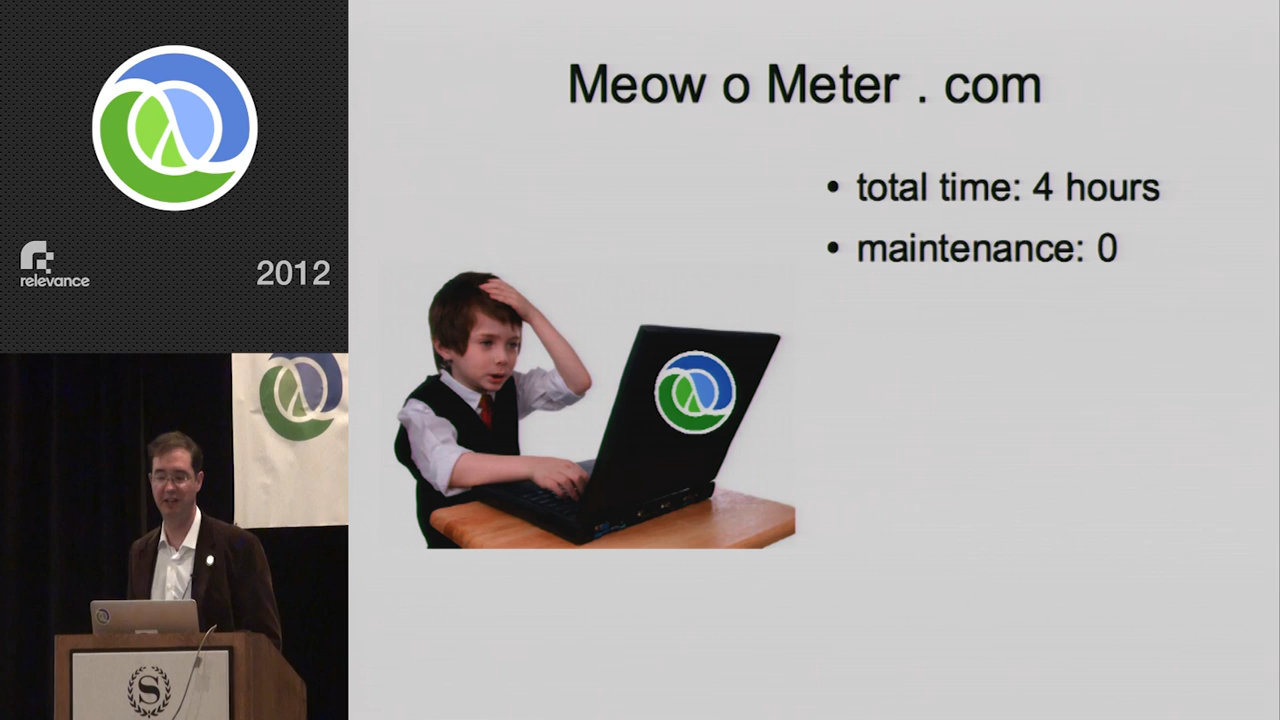 relevance
2012
S
Meow o Meter . com
• total time: 4 hours
• maintenance: 0